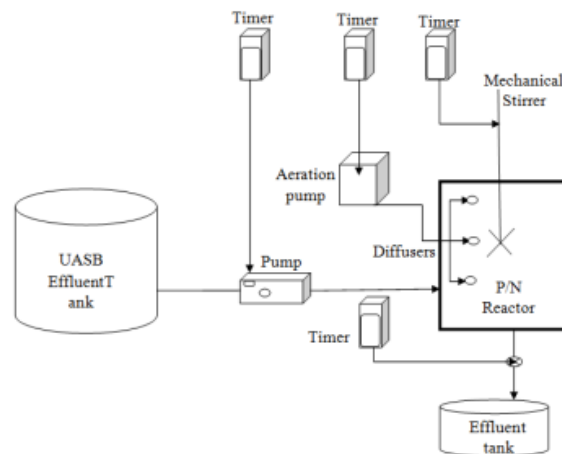 Timer
Timer
Timer
Mechanical
Stirrer
Aeration
pump
UASB
EffluentT
ank
Pump
Diffusers
P/N
Reactor
Timer
Effluent
tank